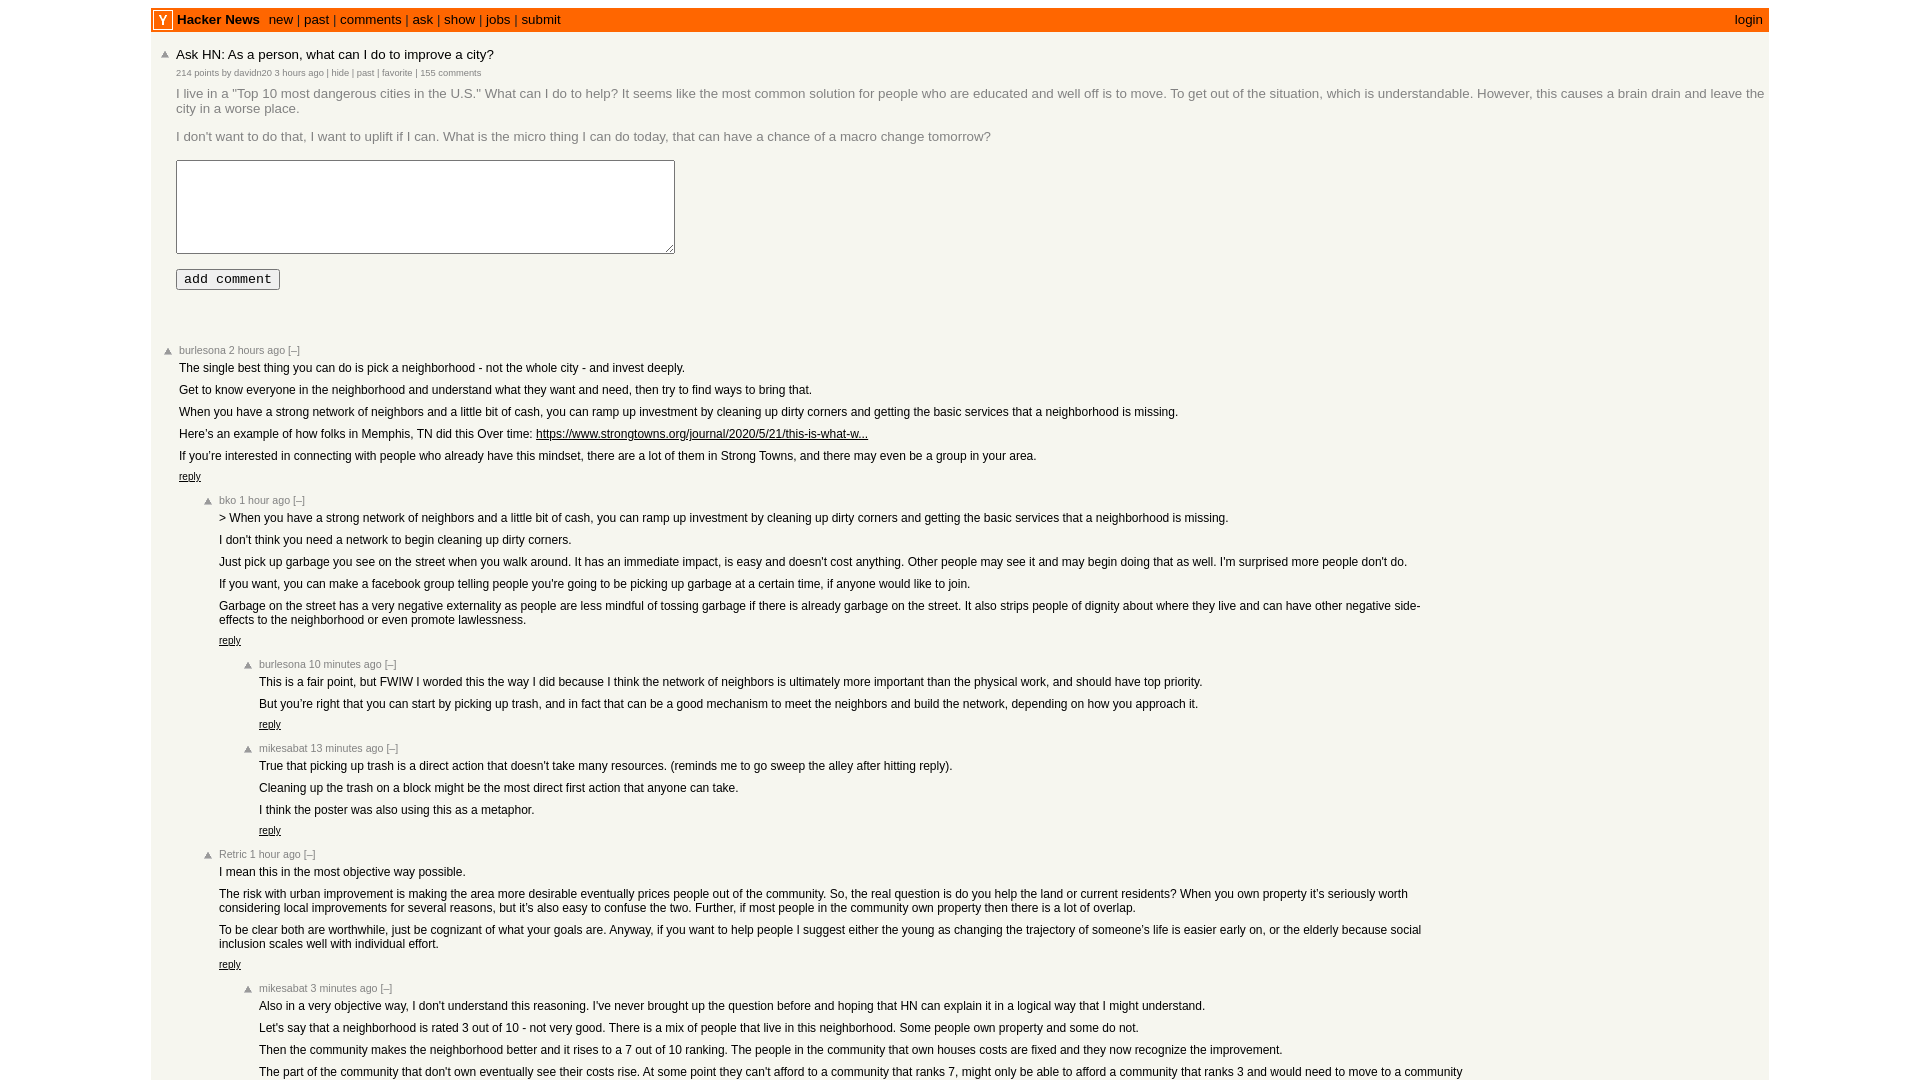 Y Hacker News new | past | comments | ask | show | jobs | submit login
Ask HN: As a person, what can I do to improve a city?
214 points by davidn20 3 hours ago | hide | past | favorite | 155 comments
I live in a "Top 10 most dangerous cities in the U.S." What can I do to help? It seems like the most common solution for people who are educated and well off is to move. To get out of the situation, which is understandable. However, this causes a brain drain and leave the
city in a worse place.
I don't want to do that, I want to uplift if I can. What is the micro thing I can do today, that can have a chance of a macro change tomorrow?
add comment
burlesona 2 hours ago [–]
The single best thing you can do is pick a neighborhood - not the whole city - and invest deeply.
Get to know everyone in the neighborhood and understand what they want and need, then try to find ways to bring that.
When you have a strong network of neighbors and a little bit of cash, you can ramp up investment by cleaning up dirty corners and getting the basic services that a neighborhood is missing.
Here’s an example of how folks in Memphis, TN did this Over time: https://www.strongtowns.org/journal/2020/5/21/this-is-what-w...
If you’re interested in connecting with people who already have this mindset, there are a lot of them in Strong Towns, and there may even be a group in your area.
reply
bko 1 hour ago [–]
> When you have a strong network of neighbors and a little bit of cash, you can ramp up investment by cleaning up dirty corners and getting the basic services that a neighborhood is missing.
I don't think you need a network to begin cleaning up dirty corners.
Just pick up garbage you see on the street when you walk around. It has an immediate impact, is easy and doesn't cost anything. Other people may see it and may begin doing that as well. I'm surprised more people don't do.
If you want, you can make a facebook group telling people you're going to be picking up garbage at a certain time, if anyone would like to join.
Garbage on the street has a very negative externality as people are less mindful of tossing garbage if there is already garbage on the street. It also strips people of dignity about where they live and can have other negative side-
effects to the neighborhood or even promote lawlessness.
reply
burlesona 10 minutes ago [–]
This is a fair point, but FWIW I worded this the way I did because I think the network of neighbors is ultimately more important than the physical work, and should have top priority.
But you’re right that you can start by picking up trash, and in fact that can be a good mechanism to meet the neighbors and build the network, depending on how you approach it.
reply
mikesabat 13 minutes ago [–]
True that picking up trash is a direct action that doesn't take many resources. (reminds me to go sweep the alley after hitting reply).
Cleaning up the trash on a block might be the most direct first action that anyone can take.
I think the poster was also using this as a metaphor.
reply
Retric 1 hour ago [–]
I mean this in the most objective way possible.
The risk with urban improvement is making the area more desirable eventually prices people out of the community. So, the real question is do you help the land or current residents? When you own property it’s seriously worth
considering local improvements for several reasons, but it’s also easy to confuse the two. Further, if most people in the community own property then there is a lot of overlap.
To be clear both are worthwhile, just be cognizant of what your goals are. Anyway, if you want to help people I suggest either the young as changing the trajectory of someone’s life is easier early on, or the elderly because social
inclusion scales well with individual effort.
reply
mikesabat 3 minutes ago [–]
Also in a very objective way, I don't understand this reasoning. I've never brought up the question before and hoping that HN can explain it in a logical way that I might understand.
Let's say that a neighborhood is rated 3 out of 10 - not very good. There is a mix of people that live in this neighborhood. Some people own property and some do not.
Then the community makes the neighborhood better and it rises to a 7 out of 10 ranking. The people in the community that own houses costs are fixed and they now recognize the improvement.
The part of the community that don't own eventually see their costs rise. At some point they can't afford to a community that ranks 7, might only be able to afford a community that ranks 3 and would need to move to a community